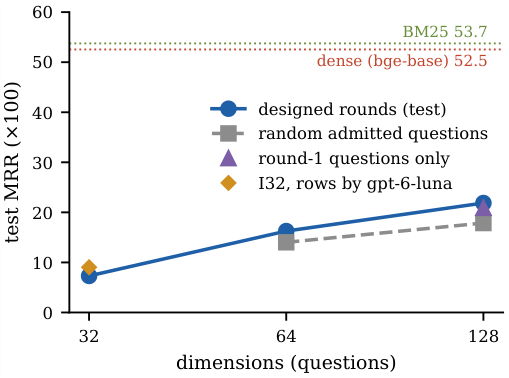 60
50
40
30
20
10
0
test MRR (×100)
BM25 53.7
dense (bge-base) 52.5
designed rounds (test)
random admitted questions
round-1 questions only
I32, rows by gpt-6-luna
32
64
128
dimensions (questions)